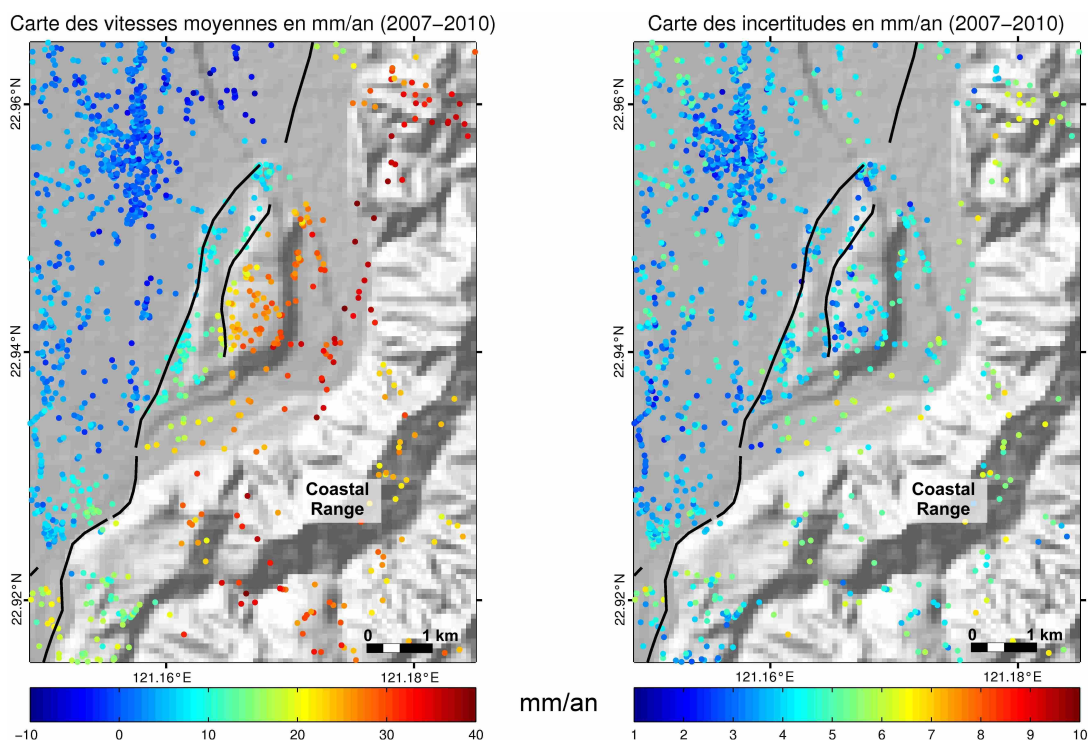 Carte des vitesses moyennes en mm/an (2007−2010)
22.96°N
22.94°N
22.92°N
Coastal
Range
0 1 km
121.16°E 121.18°E
−10 0 10 20 30 40
mm/an
Carte des incertitudes en mm/an (2007−2010)
22.96°N
22.94°N
22.92°N
Coastal
Range
0 1 km
121.16°E 121.18°E
1 2 3 4 5 6 7 8 9 10